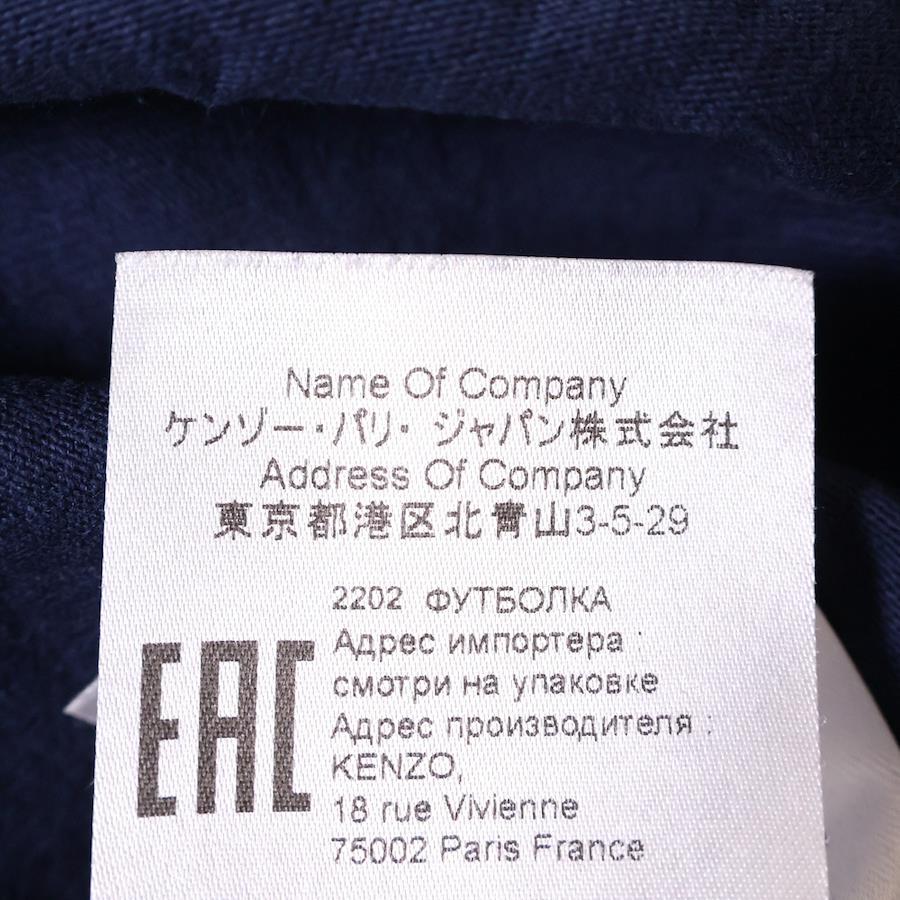 Name Of Company
ケンゾー・パリ・ ジャパン株式会社
Address Of Company
東京都港区北青山3-5-29
2202 ФУТБОЛКА
Адрес импортера :
смотри на упаковке
Адрес производителя :
KENZO,
18 rue Vivienne
75002 Paris France
EAC